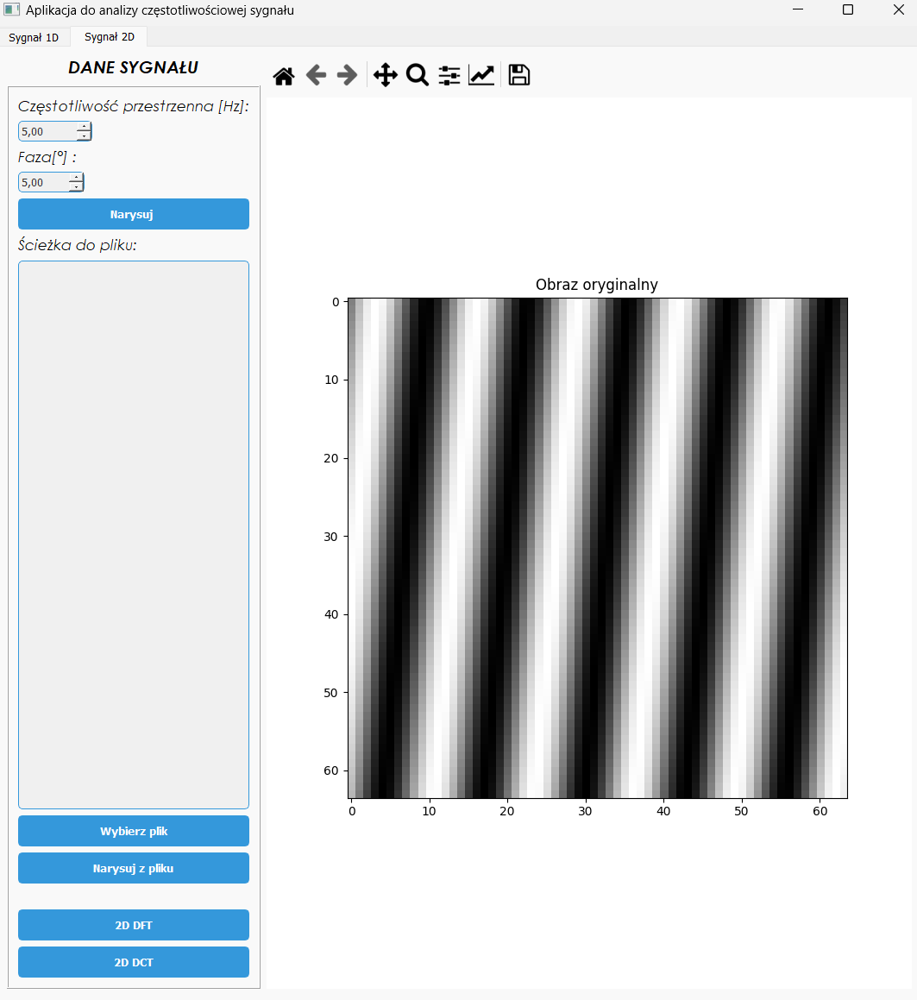 Aplikacja do analizy częstotliwościowej sygnału
Sygnał 1D
Sygnał 2D
DANE SYGNAŁU
Częstotliwość przestrzenna [Hz]:
5,00
Faza[°] :
5,00
Narysuj
Ścieżka do pliku:
Wybierz plik
Narysuj z pliku
2D DFT
2D DCT
Obraz oryginalny
0
10
20
30
40
50
60
0 10 20 30 40 50 60